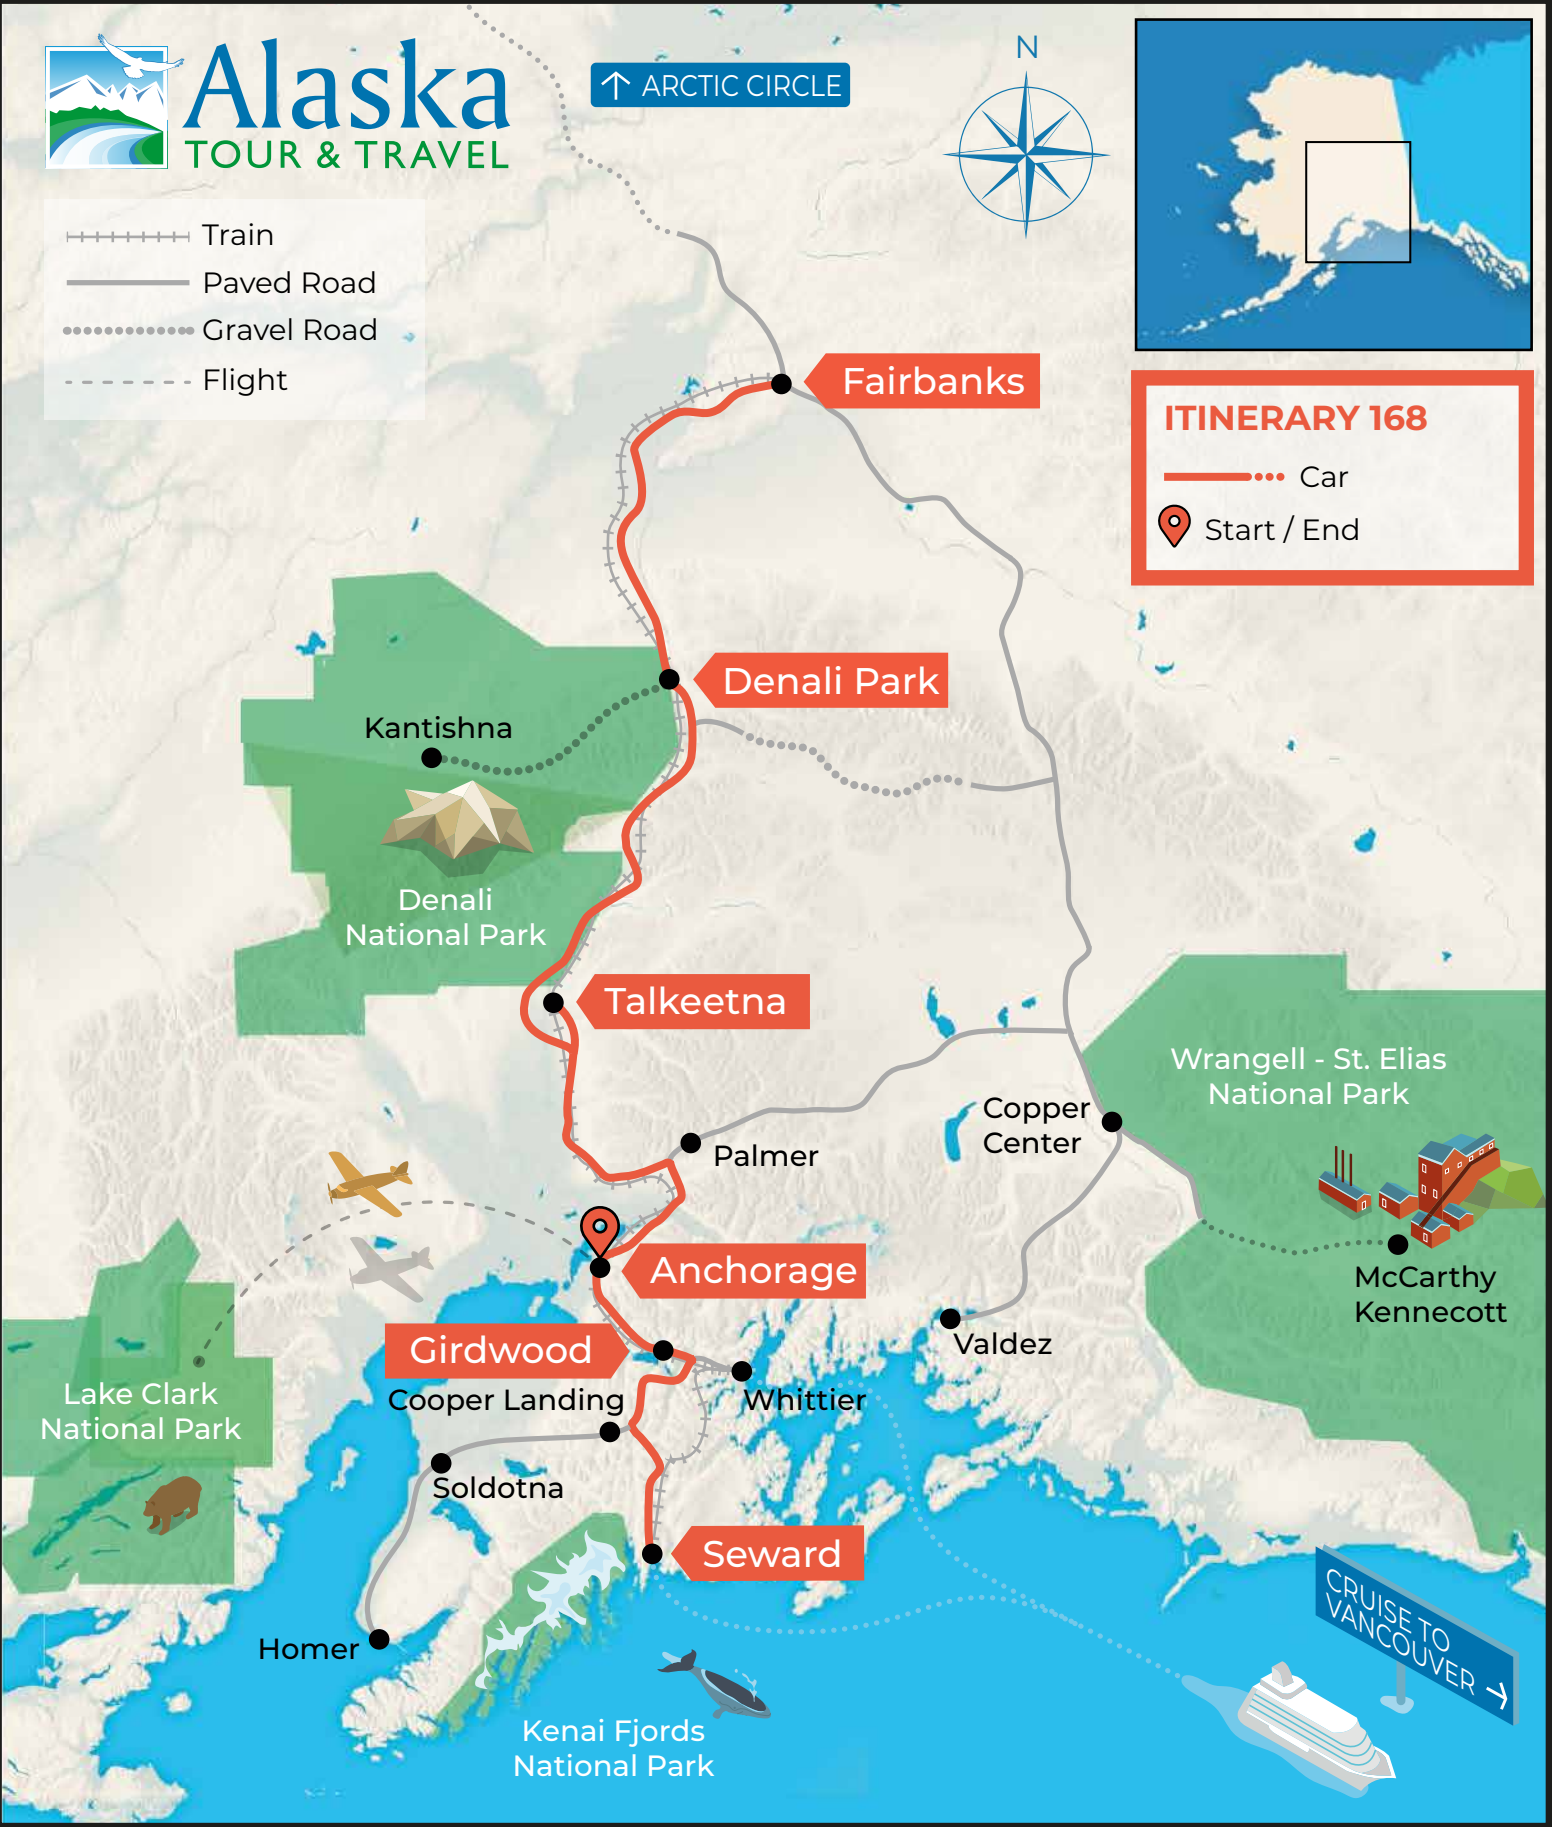 Alaska
TOUR & TRAVEL
↑ ARCTIC CIRCLE
N
Train
Paved Road
Gravel Road
Flight
ITINERARY 168
Car
Start / End
Fairbanks
Denali Park
Kantishna
Denali
National Park
Talkeetna
Wrangell - St. Elias
National Park
Copper
Center
Palmer
McCarthy
Kennecott
Anchorage
Girdwood
Valdez
Cooper Landing
Whittier
Lake Clark
National Park
Soldotna
Seward
Homer
Kenai Fjords
National Park
CRUISE TO
VANCOUVER →